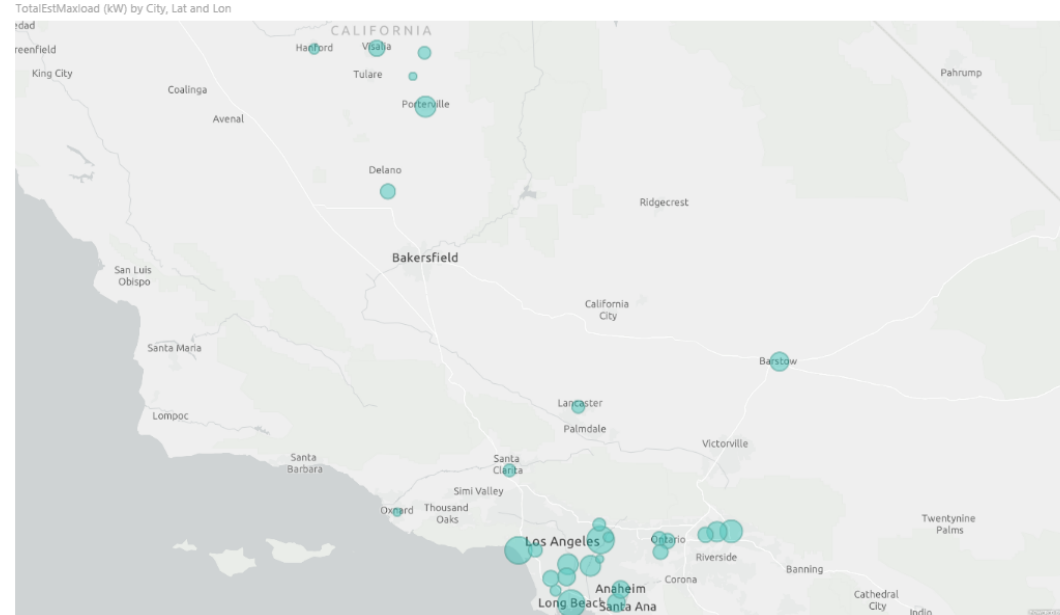 TotalEstMaxload (kW) by City, Lat and Lon
edad
CALIFORNIA
reenfield
Hanford
Visalia
King City
Tulare
Pahrump
Coalinga
Porterville
Avenal
Delano
Ridgecrest
Bakersfield
San Luis
Obispo
California
City
Santa Maria
Barstow
Lancaster
Lompoc
Palmdale
Victorville
Santa
Barbara
Santa
Clarita
Simi Valley
Oxnard
Thousand
Oaks
Twentynine
Palms
Los Angeles
Ontario
Riverside
Banning
Corona
Anaheim
Cathedral
City
Long Beach
Santa Ana
Indio